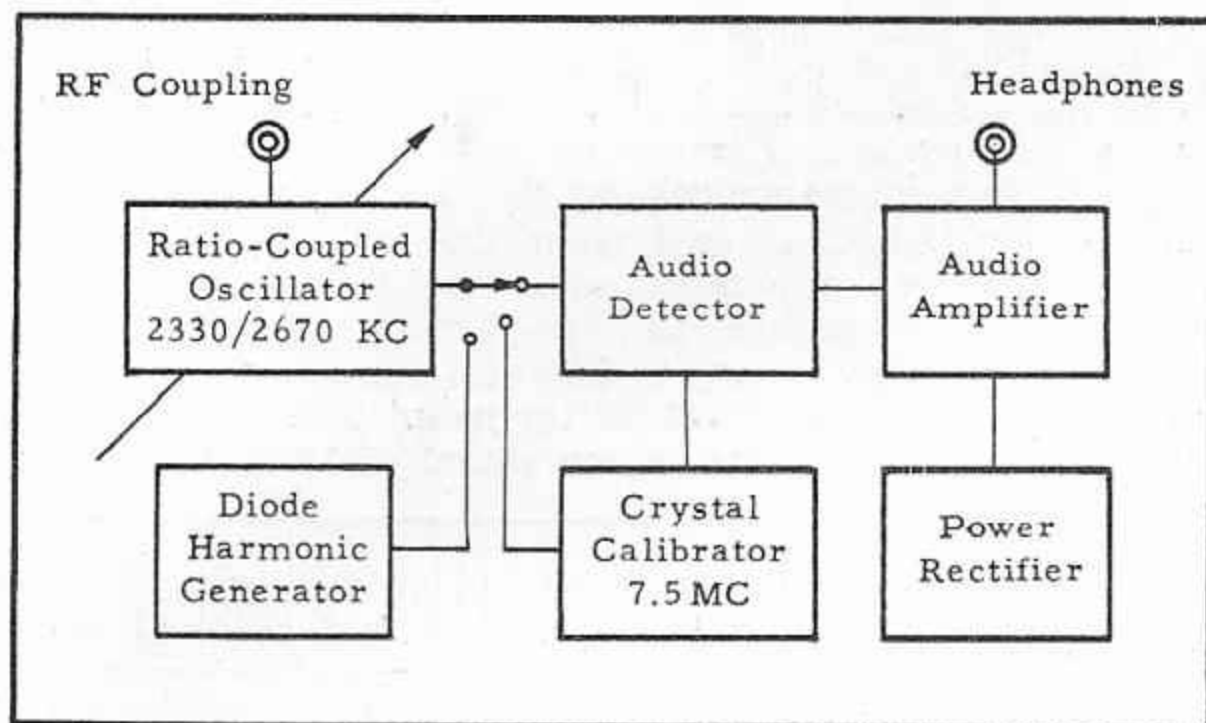 RF Coupling
Headphones
Ratio-Coupled
Oscillator
2330/2670 KC
Audio
Detector
Audio
Amplifier
Diode
Harmonic
Generator
Crystal
Calibrator
7.5 MC
Power
Rectifier